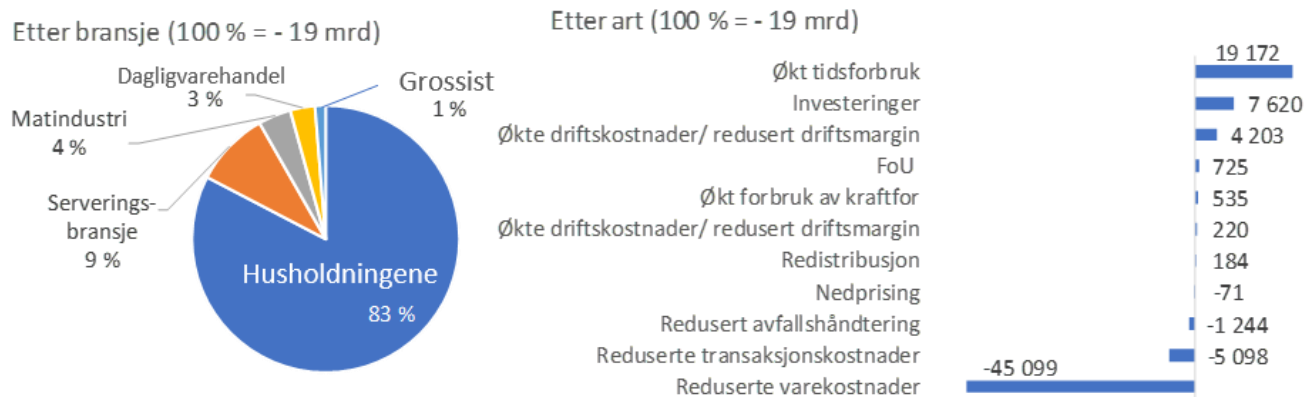 Etter bransje (100 % = - 19 mrd)
Dagligvarehandel
3 %
Grossist
1 %
Matindustri
4 %
Serverings-
bransje
9 %
Husholdningene
83 %
Etter art (100 % = - 19 mrd)
Økt tidsforbruk 19 172
Investeringer 7 620
Økte driftskostnader/ redusert driftsmargin 4 203
FoU 725
Økt forbruk av kraftfor 535
Økte driftskostnader/ redusert driftsmargin 220
Redistribusjon 184
Nedprising -71
Redusert avfallshåndtering -1 244
Reduserte transaksjonskostnader -5 098
Reduserte varekostnader -45 099